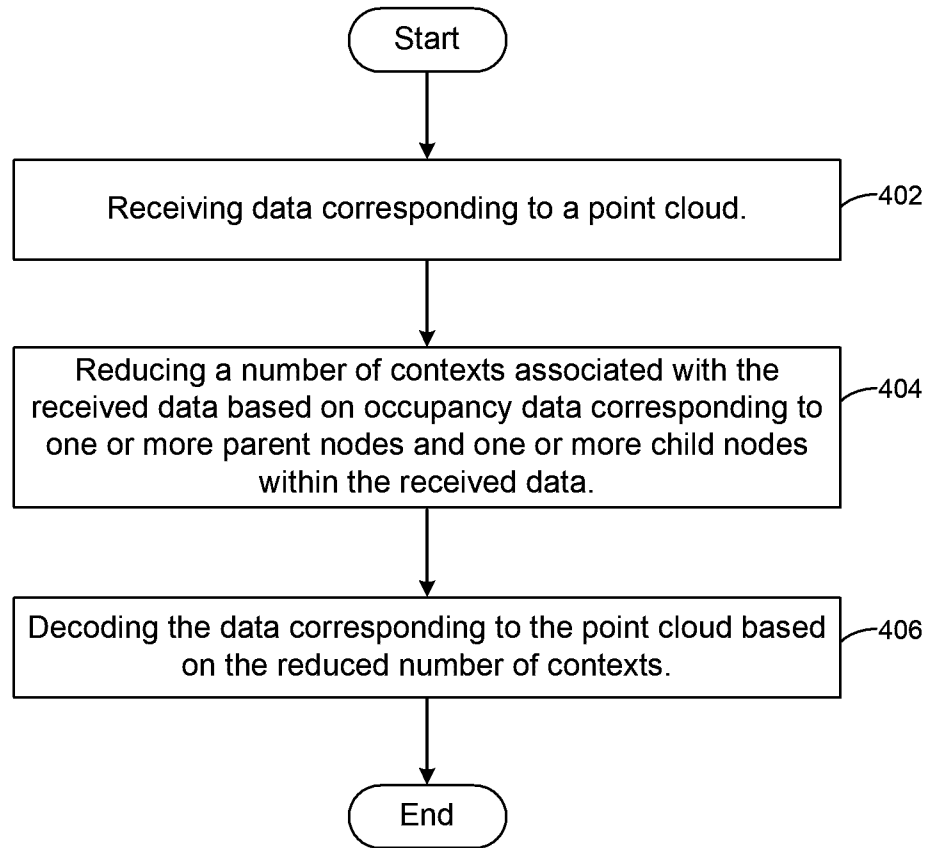 Start
Receiving data corresponding to a point cloud.
402
Reducing a number of contexts associated with the
received data based on occupancy data corresponding to
one or more parent nodes and one or more child nodes
within the received data.
404
Decoding the data corresponding to the point cloud based
on the reduced number of contexts.
406
End